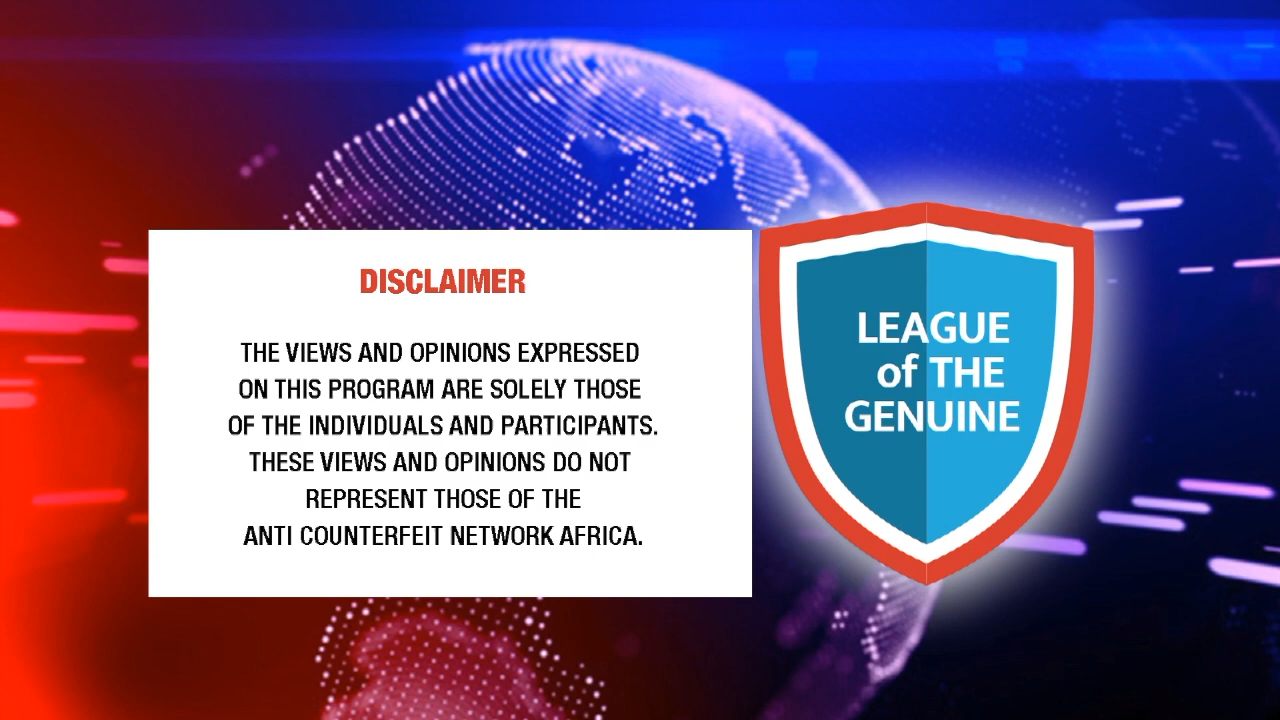 DISCLAIMER
THE VIEWS AND OPINIONS EXPRESSED
ON THIS PROGRAM ARE SOLELY THOSE
OF THE INDIVIDUALS AND PARTICIPANTS.
THESE VIEWS AND OPINIONS DO NOT
REPRESENT THOSE OF THE
ANTI COUNTERFEIT NETWORK AFRICA.
LEAGUE
of THE
GENUINE